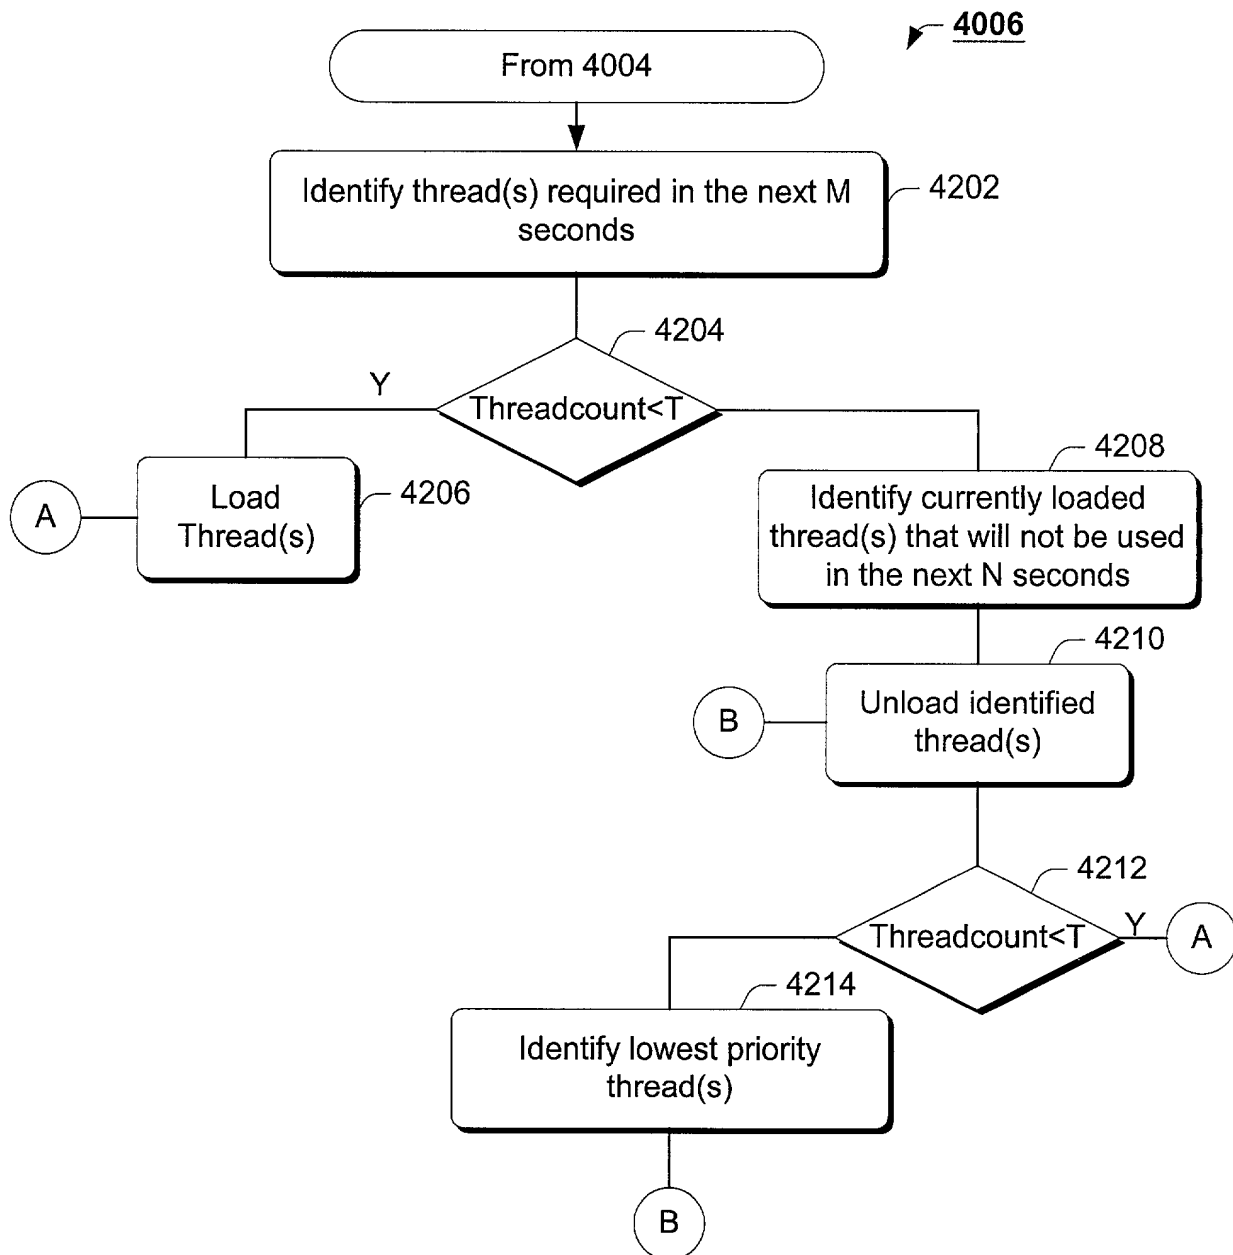 4006
From 4004
Identify thread(s) required in the next M
seconds
4202
4204
Y
Threadcount<T
4208
A
Load
Thread(s)
4206
Identify currently loaded
thread(s) that will not be used
in the next N seconds
4210
B
Unload identified
thread(s)
4212
Threadcount<T
Y
A
4214
Identify lowest priority
thread(s)
B